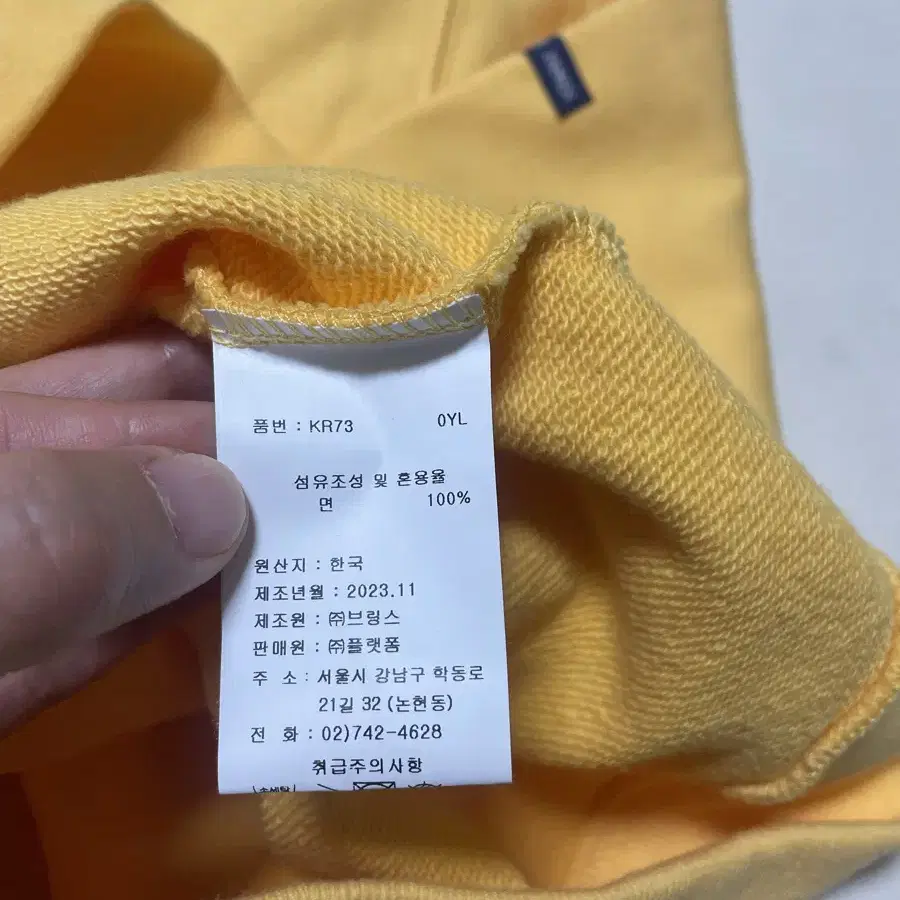 품번 : KR73 0YL
섬유조성 및 혼용율
면 100%
원산지 : 한국
제조년월 : 2023.11
제조원 : ㈜브링스
판매원 : ㈜플랫폼
주 소 : 서울시 강남구 학동로
21길 32 (논현동)
전 화 : 02)742-4628
취급주의사항
손세탁